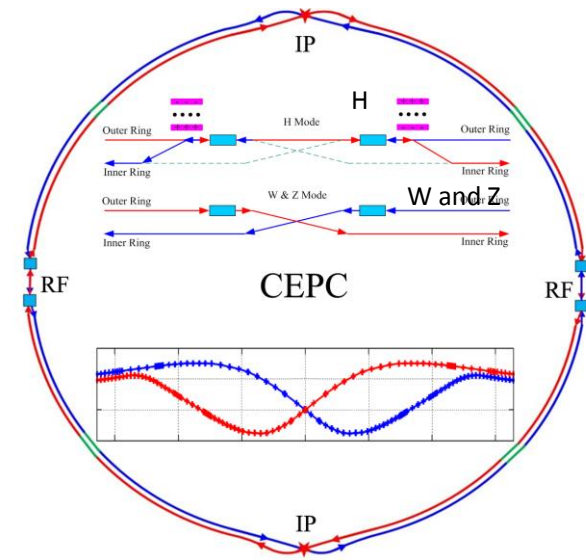 IP
H
H Mode
Outer Ring
Outer Ring
Inner Ring
Inner Ring
W & Z Mode
W and Z
Outer Ring
Outer Ring
Inner Ring
Inner Ring
RF
CEPC
RF
IP